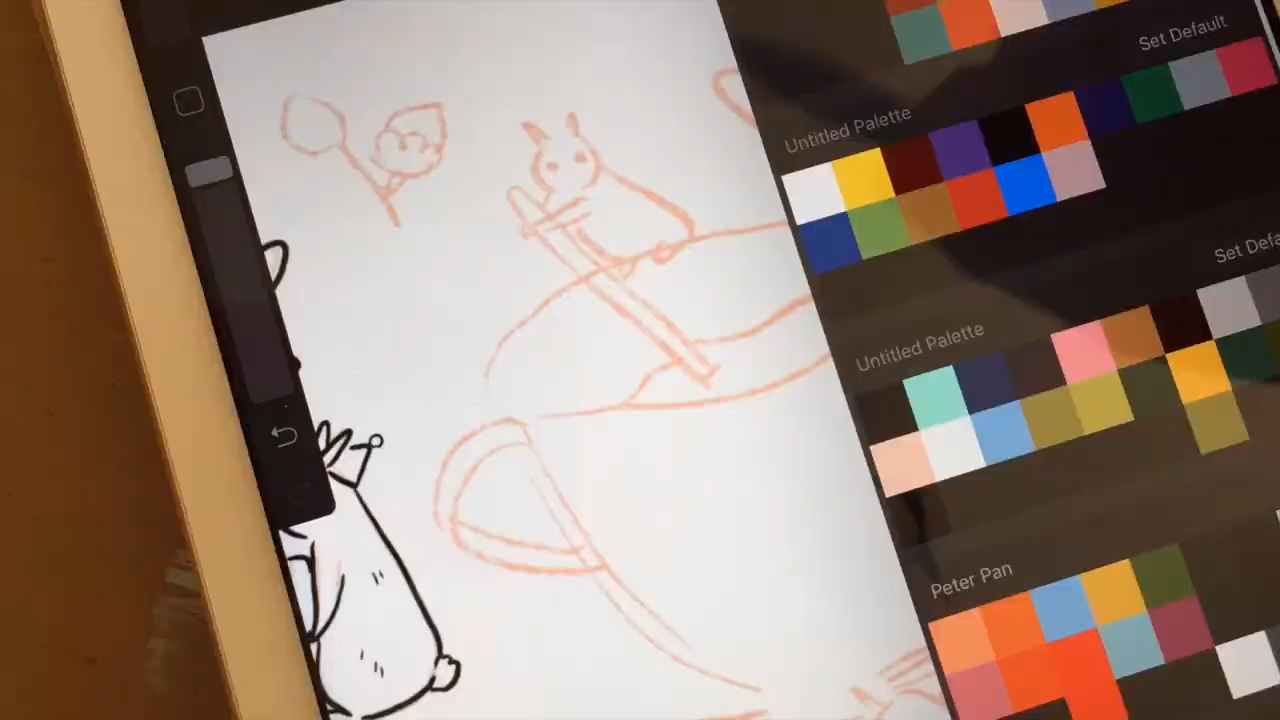 Set Default
Untitled Palette
Set Defa
Untitled Palette
Peter Pan